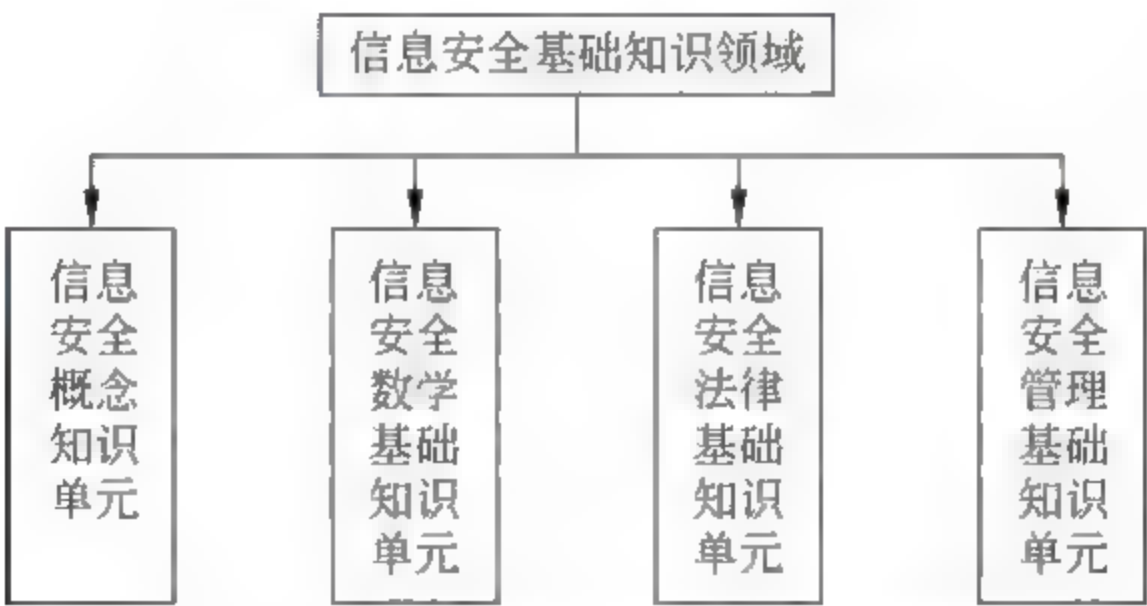 信息安全基础知识领域
信息
安全
概念
知识
单元
信息
安全
数学
基础
知识
单元
信息
安全
法律
基础
知识
单元
信息
安全
管理
基础
知识
单元